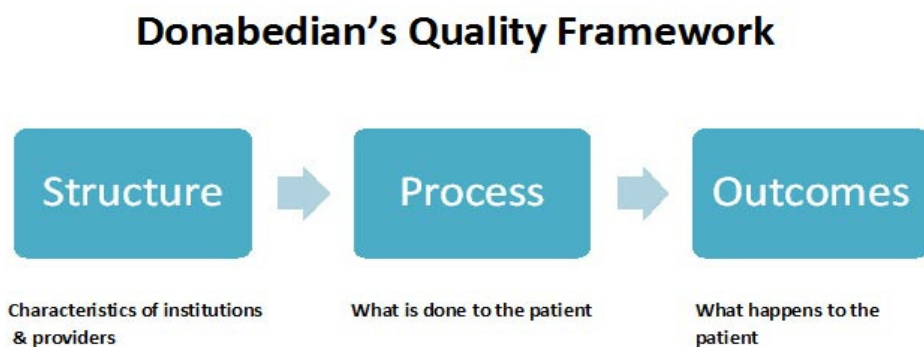 Donabedian's Quality Framework
Structure
Process
Outcomes
Characteristics of institutions
& providers
What is done to the patient
What happens to the
patient